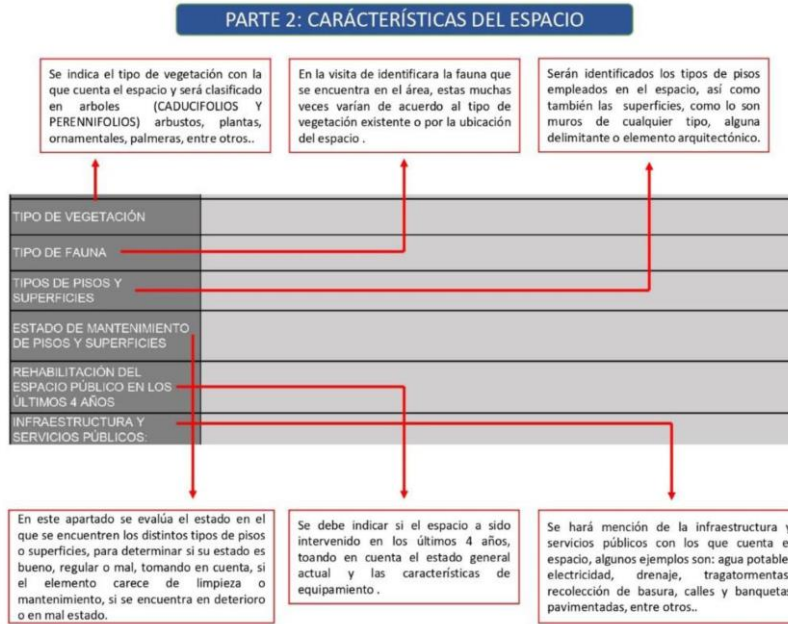 PARTE 2: CARÁCTERÍSTICAS DEL ESPACIO
Se indica el tipo de vegetación con la
que cuenta el espacio y será clasificado
en arboles (CADUCIFOLIOS Y
PERENNIFOLIOS) arbustos, plantas,
ornamentales, palmeras, entre otros..
En la visita de identificara la fauna que
se encuentra en el área, estas muchas
veces varían de acuerdo al tipo de
vegetación existente o por la ubicación
del espacio .
Serán identificados los tipos de pisos
empleados en el espacio, así como
también las superficies, como lo son
muros de cualquier tipo, alguna
delimitante o elemento arquitectónico.
TIPO DE VEGETACIÓN
TIPO DE FAUNA
TIPOS DE PISOS Y
SUPERFICIES
ESTADO DE MANTENIMIENTO
DE PISOS Y SUPERFICIES
REHABILITACIÓN DEL
ESPACIO PÚBLICO EN LOS
ÚLTIMOS 4 AÑOS
INFRAESTRUCTURA Y
SERVICIOS PÚBLICOS:
En este apartado se evalúa el estado en el
que se encuentren los distintos tipos de pisos
o superficies, para determinar si su estado es
bueno, regular o mal, tomando en cuenta, si
el elemento carece de limpieza o
mantenimiento, si se encuentra en deterioro
o en mal estado.
Se debe indicar si el espacio a sido
intervenido en los últimos 4 años,
toando en cuenta el estado general
actual y las características de
equipamiento .
Se hará mención de la infraestructura y
servicios públicos con los que cuenta e
espacio, algunos ejemplos son: agua potable
electricidad, drenaje, tragatormentas
recolección de basura, calles y banquetas
pavimentadas, entre otros..